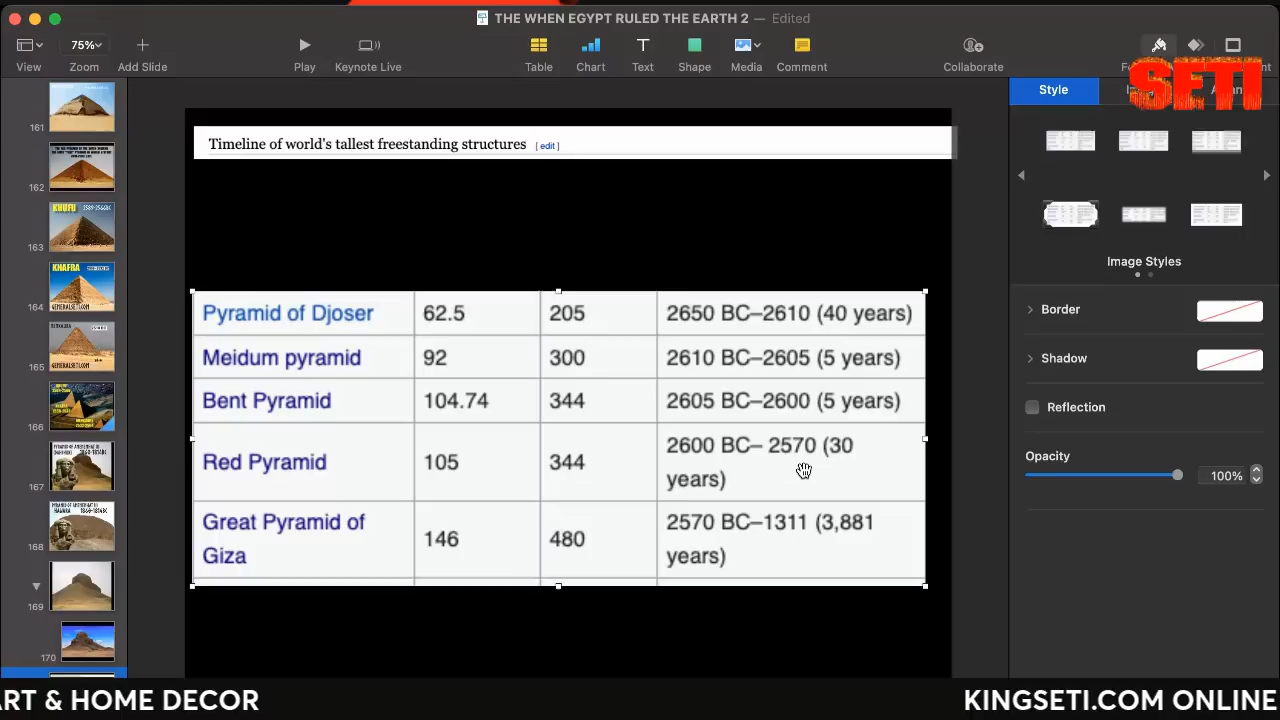 THE WHEN EGYPT RULED THE EARTH 2 — Edited
View
75%
Zoom
Add Slide
Play
Keynote Live
Table
Chart
Text
Shape
Media
Comment
Collaborate
SETI
Style
161
162
KHUFU
163
KHAFRA
GENERALSETI.COM
164
GENERALSETI.COM
165
166
167
168
169
170
Timeline of world's tallest freestanding structures [ edit ]
Pyramid of Djoser 62.5 205 2650 BC–2610 (40 years)
Meidum pyramid 92 300 2610 BC–2605 (5 years)
Bent Pyramid 104.74 344 2605 BC–2600 (5 years)
Red Pyramid 105 344 2600 BC– 2570 (30
years)
Great Pyramid of
Giza 146 480 2570 BC–1311 (3,881
years)
Image Styles
Border
Shadow
Reflection
Opacity
100%
ART & HOME DECOR
KINGSETI.COM ONLINE